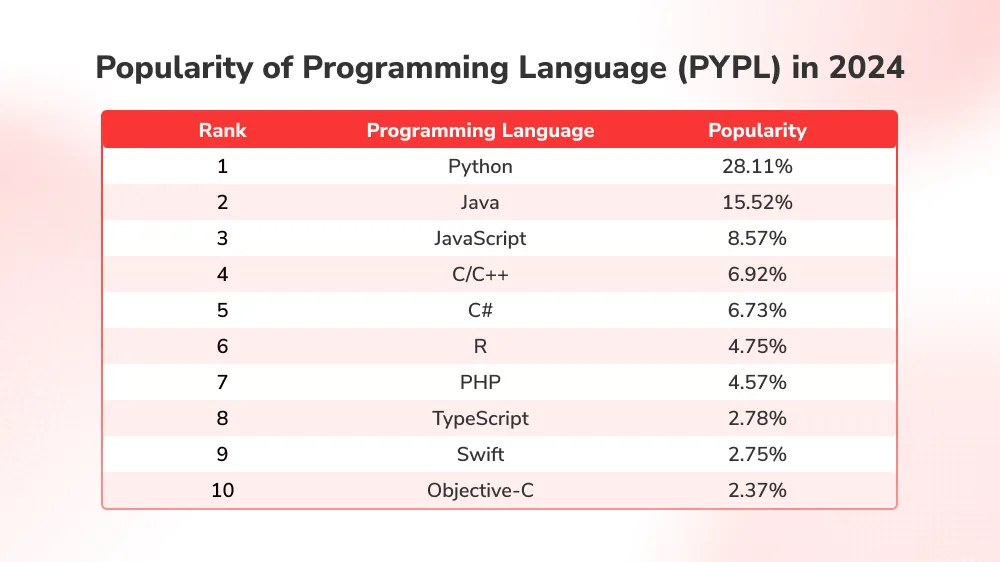 Popularity of Programming Language (PYPL) in 2024
Rank Programming Language Popularity
1 Python 28.11%
2 Java 15.52%
3 JavaScript 8.57%
4 C/C++ 6.92%
5 C# 6.73%
6 R 4.75%
7 PHP 4.57%
8 TypeScript 2.78%
9 Swift 2.75%
10 Objective-C 2.37%